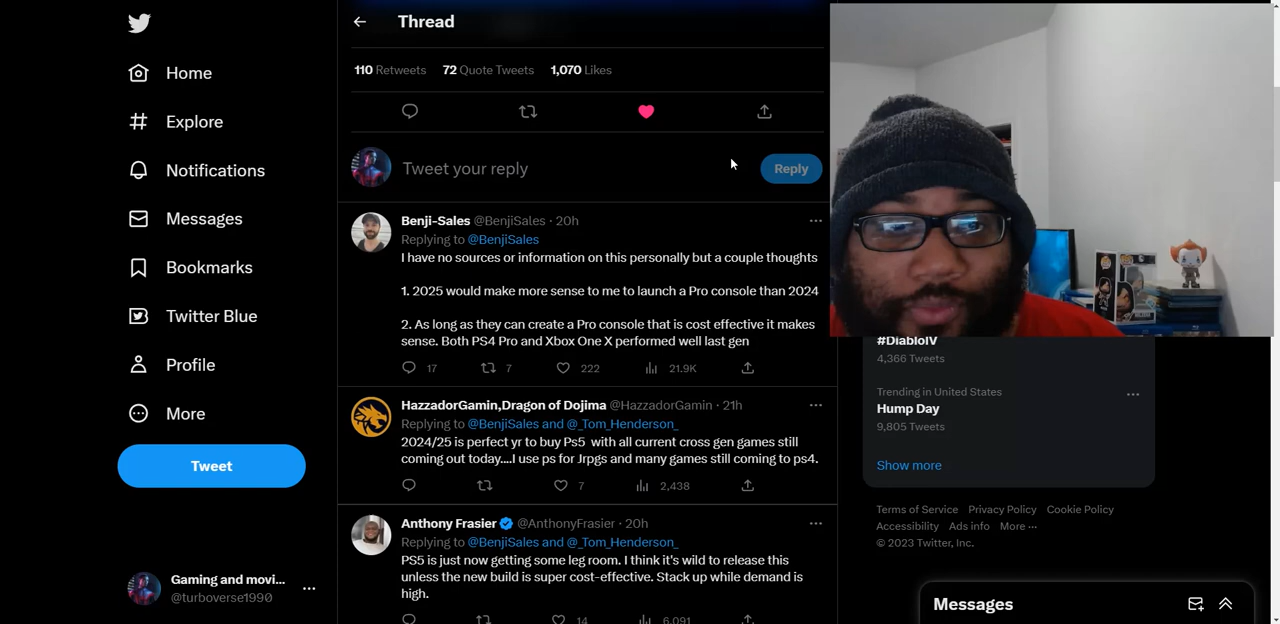 Thread
Home
Explore
Notifications
Messages
Bookmarks
Twitter Blue
Profile
More
Tweet
Gaming and movi...
@turboverse1990
110 Retweets 72 Quote Tweets 1,070 Likes
Tweet your reply
Reply
Benji-Sales @BenjiSales · 20h
Replying to @BenjiSales
I have no sources or information on this personally but a couple thoughts
1. 2025 would make more sense to me to launch a Pro console than 2024
2. As long as they can create a Pro console that is cost effective it makes
sense. Both PS4 Pro and Xbox One X performed well last gen
17 7 222 21.9K
HazzadorGamin,Dragon of Dojima @HazzadorGamin · 21h
Replying to @BenjiSales and @_Tom_Henderson_
2024/25 is perfect yr to buy Ps5 with all current cross gen games still
coming out today....I use ps for Jrpgs and many games still coming to ps4.
7 2,438
Anthony Frasier @AnthonyFrasier · 20h
Replying to @BenjiSales and @_Tom_Henderson_
PS5 is just now getting some leg room. I think it's wild to release this
unless the new build is super cost-effective. Stack up while demand is
high.
14 6,091
#DiabloIV
4,366 Tweets
Trending in United States
Hump Day
9,805 Tweets
Show more
Terms of Service Privacy Policy Cookie Policy
Accessibility Ads info More ...
© 2023 Twitter, Inc.
Messages